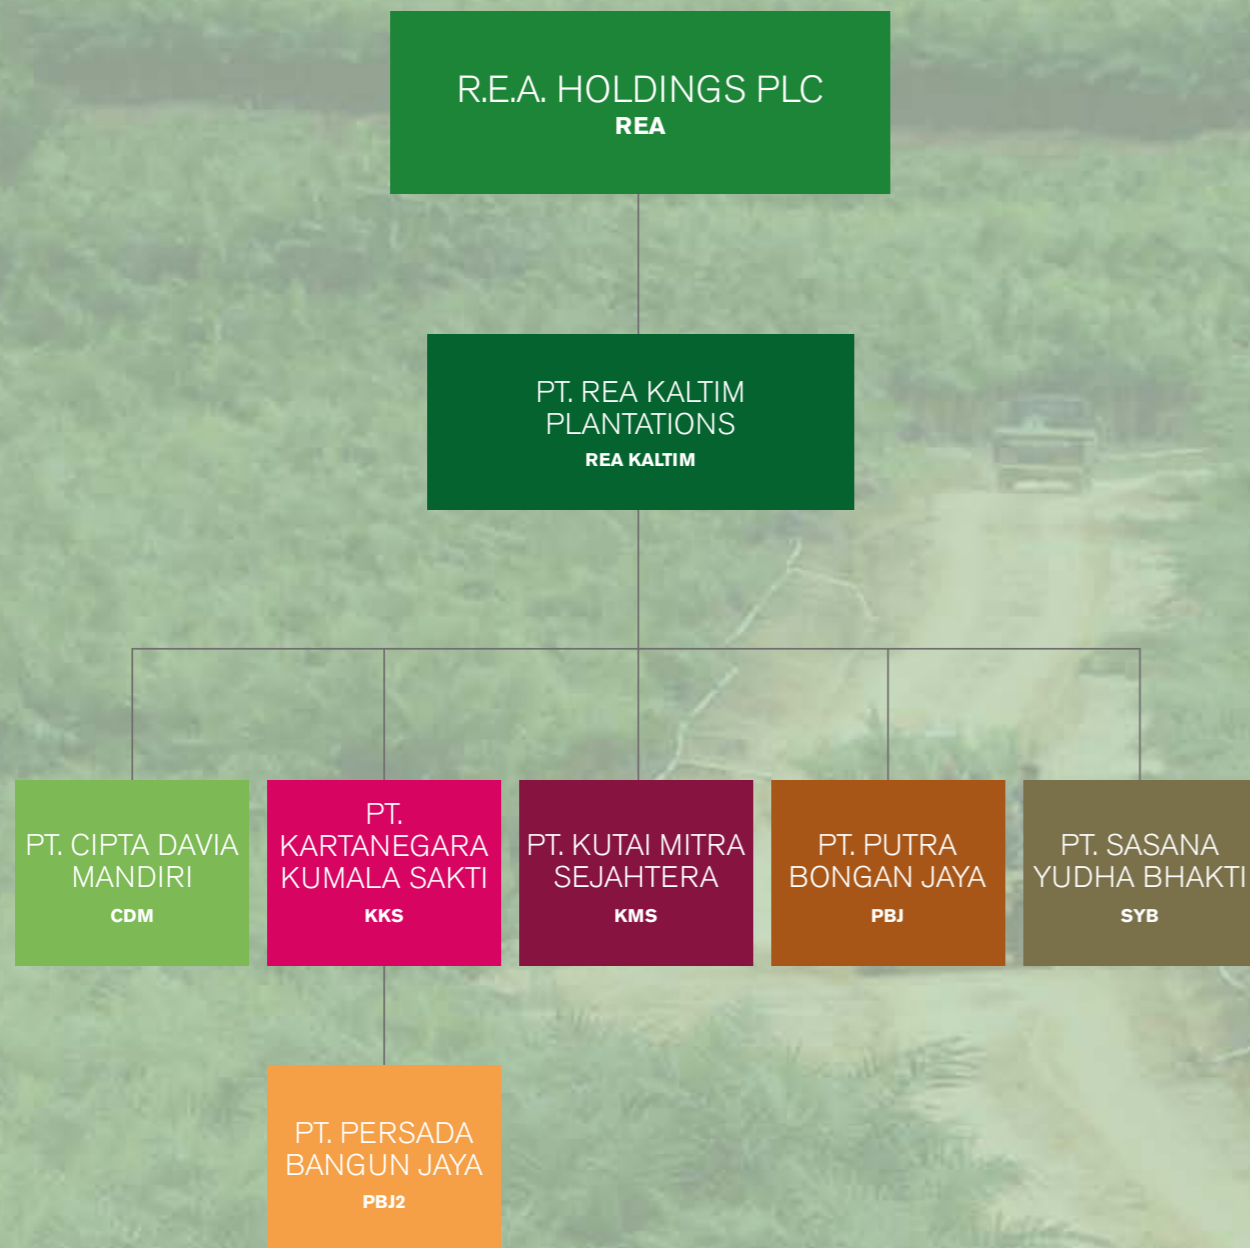 R.E.A. HOLDINGS PLC
REA
PT. REA KALTIM
PLANTATIONS
REA KALTIM
PT. CIPTA DAVIA
MANDIRI
CDM
PT.
KARTANEGARA
KUMALA SAKTI
KKS
PT. KUTAI MITRA
SEJAHTERA
KMS
PT. PUTRA
BONGAN JAYA
PBJ
PT. SASANA
YUDHA BHAKTI
SYB
PT. PERSADA
BANGUN JAYA
PBJ2